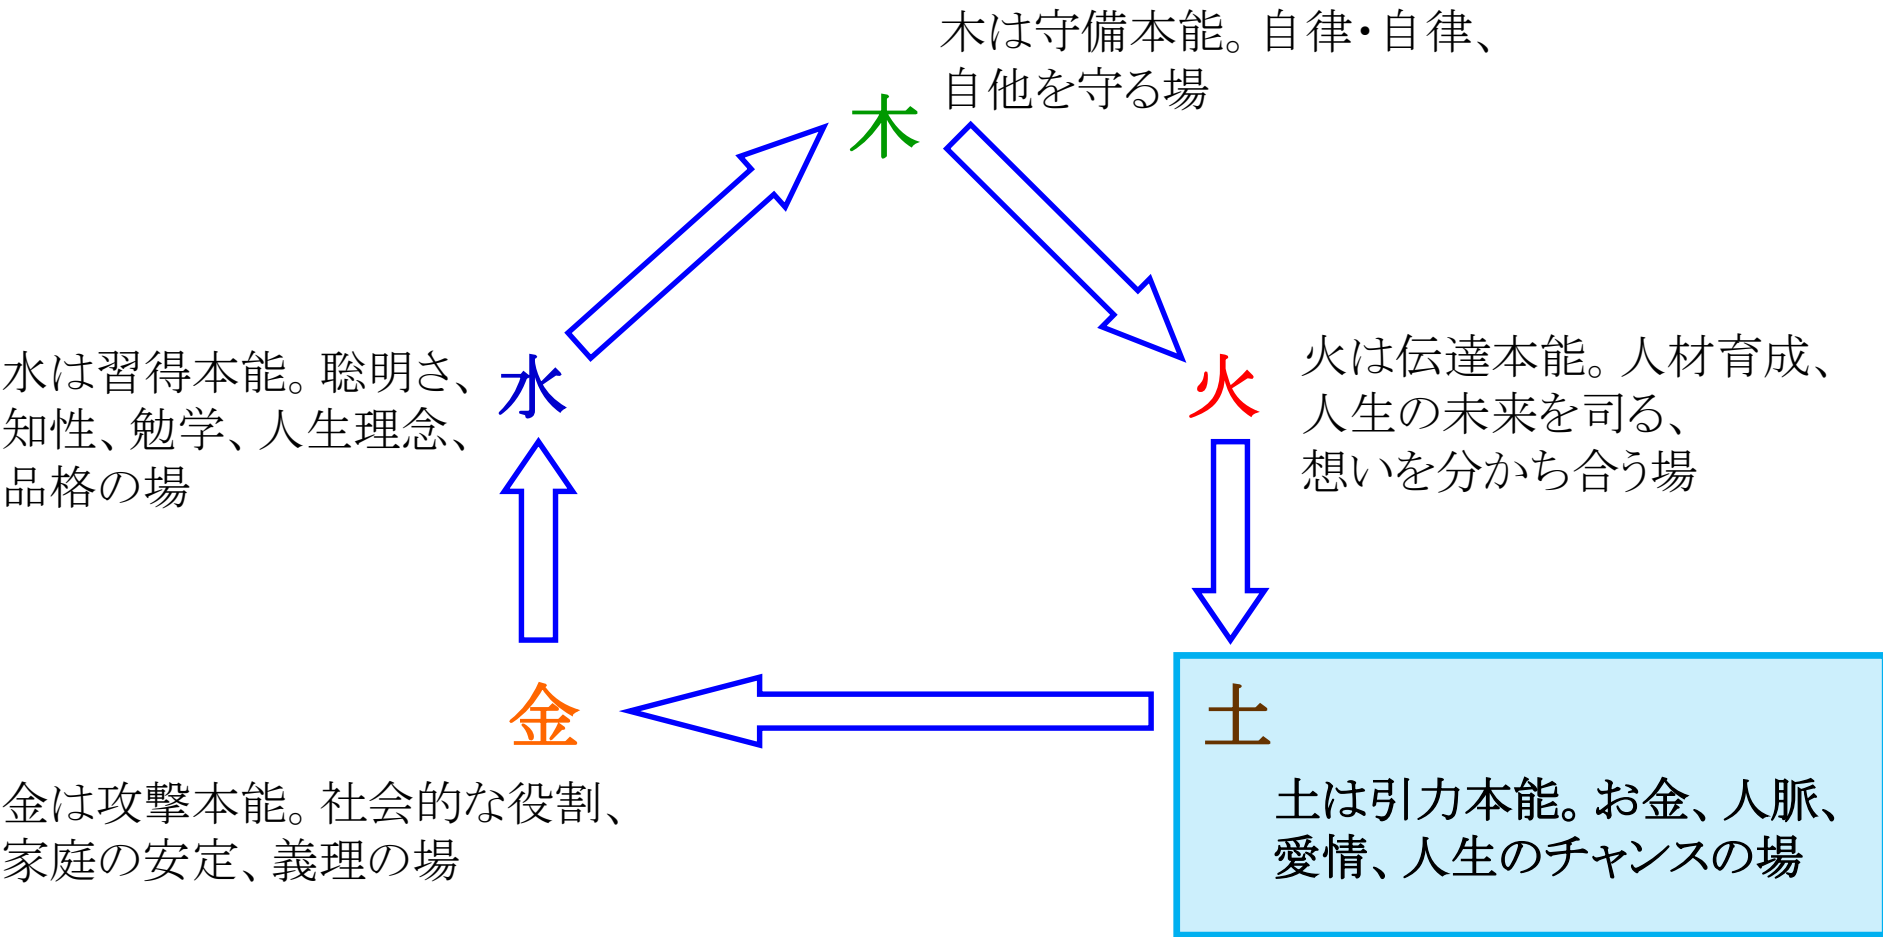 木は守備本能。自律・自律、
自他を守る場
木
水は習得本能。聡明さ、
知性、勉学、人生理念、
品格の場
水
火
火は伝達本能。人材育成、
人生の未来を司る、
想いを分かち合う場
金
金は攻撃本能。社会的な役割、
家庭の安定、義理の場
土
土は引力本能。お金、人脈、
愛情、人生のチャンスの場